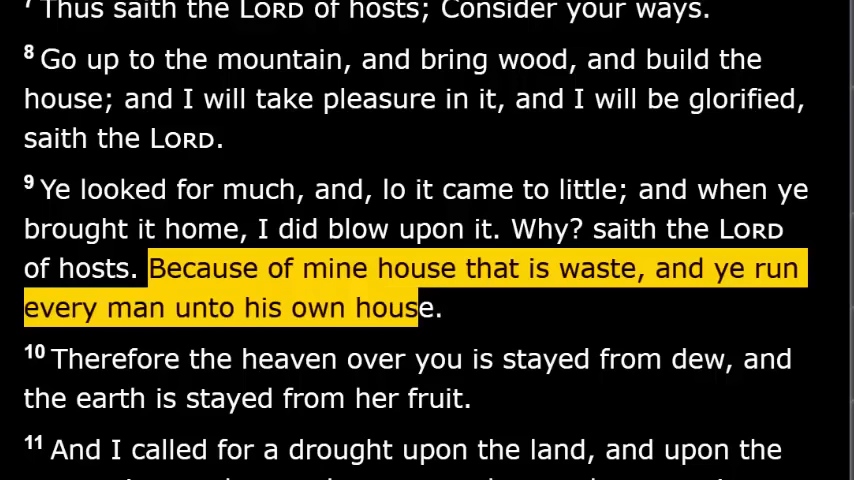 7 Thus saith the LORD of hosts; Consider your ways.
8 Go up to the mountain, and bring wood, and build the
house; and I will take pleasure in it, and I will be glorified,
saith the LORD.
9 Ye looked for much, and, lo it came to little; and when ye
brought it home, I did blow upon it. Why? saith the LORD
of hosts. Because of mine house that is waste, and ye run
every man unto his own house.
10 Therefore the heaven over you is stayed from dew, and
the earth is stayed from her fruit.
11 And I called for a drought upon the land, and upon the